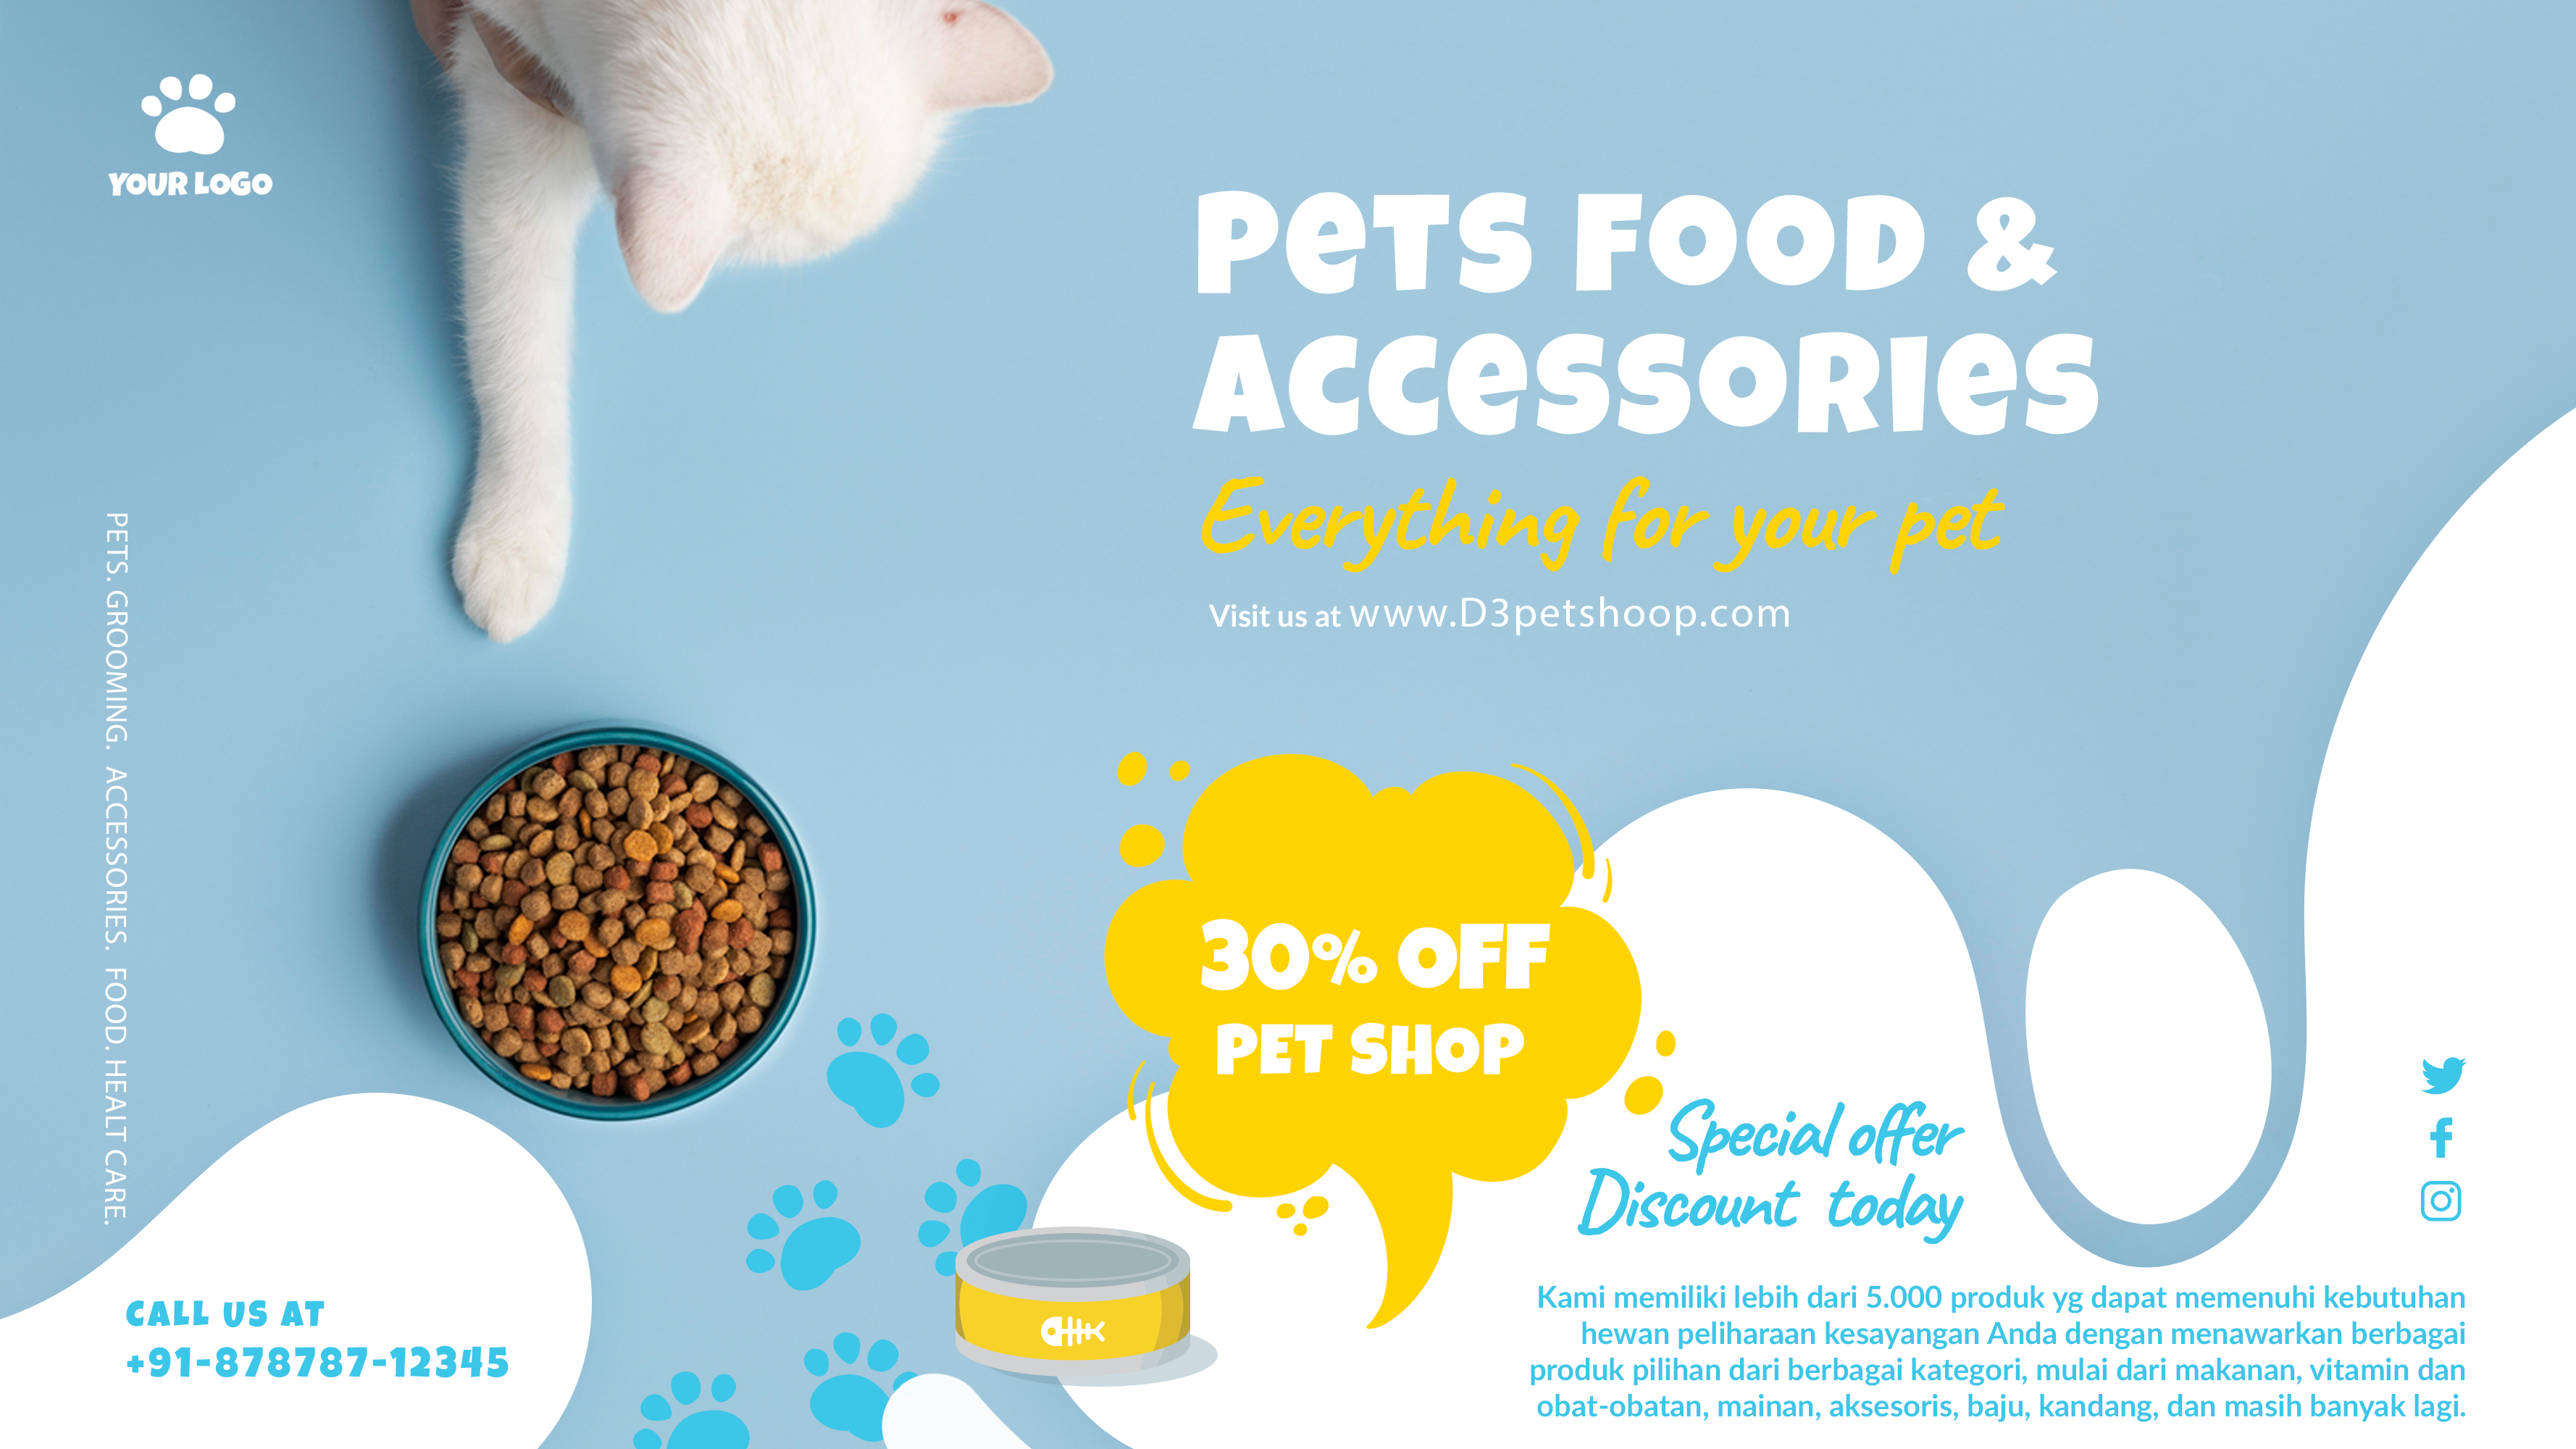 YOUR LOGO
PeTS FOOD &
ACCeSSORIeS
Everything for your pet
Visit us at www.D3petshoop.com
PETS. GROOMING. ACCESSORIES. FOOD. HEALT CARE.
30% OFF
PET SHOP
Special offer
Discount today
CALL US AT
+91-878787-12345
Kami memiliki lebih dari 5.000 produk yg dapat memenuhi kebutuhan
hewan peliharaan kesayangan Anda dengan menawarkan berbagai
produk pilihan dari berbagai kategori, mulai dari makanan, vitamin dan
obat-obatan, mainan, aksesoris, baju, kandang, dan masih banyak lagi.